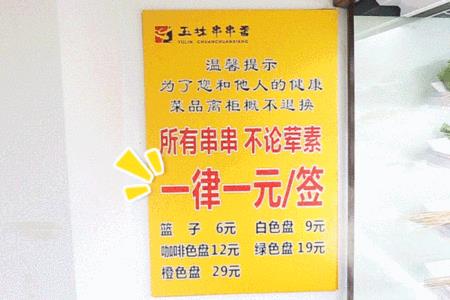 玉林串串香
YULIN CHUANCHUANXIANG
温馨提示
为了您和他人的健康
菜品离柜概不退换
所有串串 不论荤素
一律一元/签
篮子 6元 白色盘 9元
咖啡色盘12元 绿色盘19元
橙色盘 29元